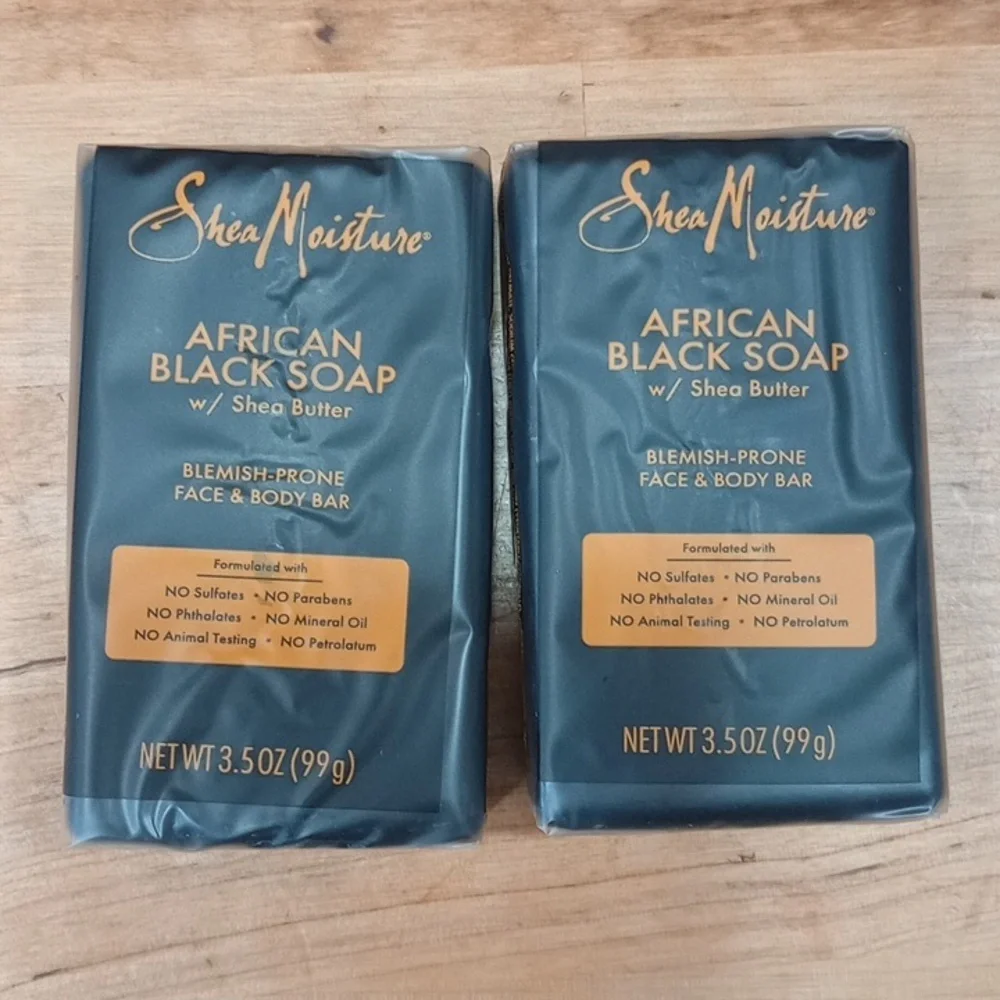 SheaMoisture®
AFRICAN
BLACK SOAP
w/ Shea Butter
BLEMISH-PRONE
FACE & BODY BAR
Formulated with
NO Sulfates • NO Parabens
NO Phthalates • NO Mineral Oil
NO Animal Testing • NO Petrolatum
NET WT 3.5 OZ (99g)
SheaMoisture®
AFRICAN
BLACK SOAP
w/ Shea Butter
BLEMISH-PRONE
FACE & BODY BAR
Formulated with
NO Sulfates • NO Parabens
NO Phthalates • NO Mineral Oil
NO Animal Testing • NO Petrolatum
NET WT 3.5 OZ (99g)